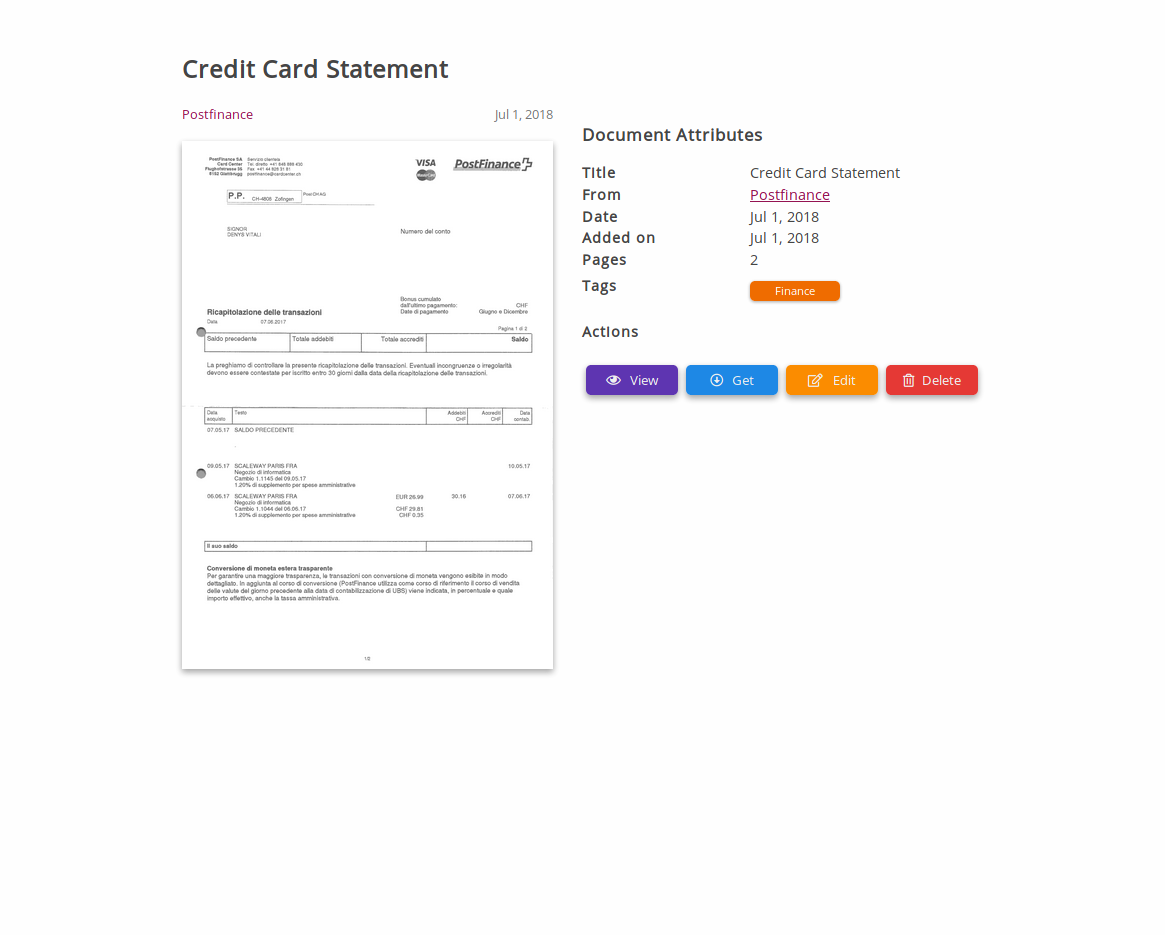 Credit Card Statement
Postfinance
Jul 1, 2018
PostFinance SA
Card Center
Flughofstrasse 35
8152 Glattbrugg
Servizio clientela
Tel. diretto +41 848 888
Fax
postfinance@cardcenter.ch
VISA
MasterCard
PostFinance
P.P. CH-4808 Zofingen
Post CH AG
SIGNOR
DENYS VITALI
Numero del conto
Bonus cumulato
dall'ultimo pagamento: CHF
Date di pagamento Giugno e Dicembre
Ricapitolazione delle transazioni
Data 07.06.2017
Pagina 1 di 2
Saldo precedente Totale addebiti Totale accrediti Saldo
La preghiamo di controllare la presente ricapitolazione delle transazioni. Eventuali incongruenze o irregolarità
devono essere contestate per iscritto entro 30 giorni dalla data della ricapitolazione delle transazioni.
Data acquisto Testo Addebiti CHF Accrediti CHF Data contab.
07.05.17 SALDO PRECEDENTE
09.05.17 SCALEWAY PARIS FRA 10.05.17
Negozio di informatica
Cambio 1.1145 del 09.05.17
1.20% di supplemento per spese amministrative
06.06.17 SCALEWAY PARIS FRA EUR 26.99 30.16 07.06.17
Negozio di informatica
Cambio 1.1044 del 06.06.17 CHF 29.81
1.20% di supplemento per spese amministrative CHF 0.35
Il suo saldo
Conversione di moneta estera trasparente
Per garantire una maggiore trasparenza, le transazioni con conversione di moneta vengono esibite in modo
dettagliato. In aggiunta al corso di conversione (PostFinance utilizza come corso di riferimento il corso di vendita
delle valute del giorno precedente alla data di contabilizzazione di UBS) viene indicata, in percentuale e quale
importo effettivo, anche la tassa amministrativa.
Document Attributes
Title Credit Card Statement
From Postfinance
Date Jul 1, 2018
Added on Jul 1, 2018
Pages 2
Tags Finance
Actions
View Get Edit Delete